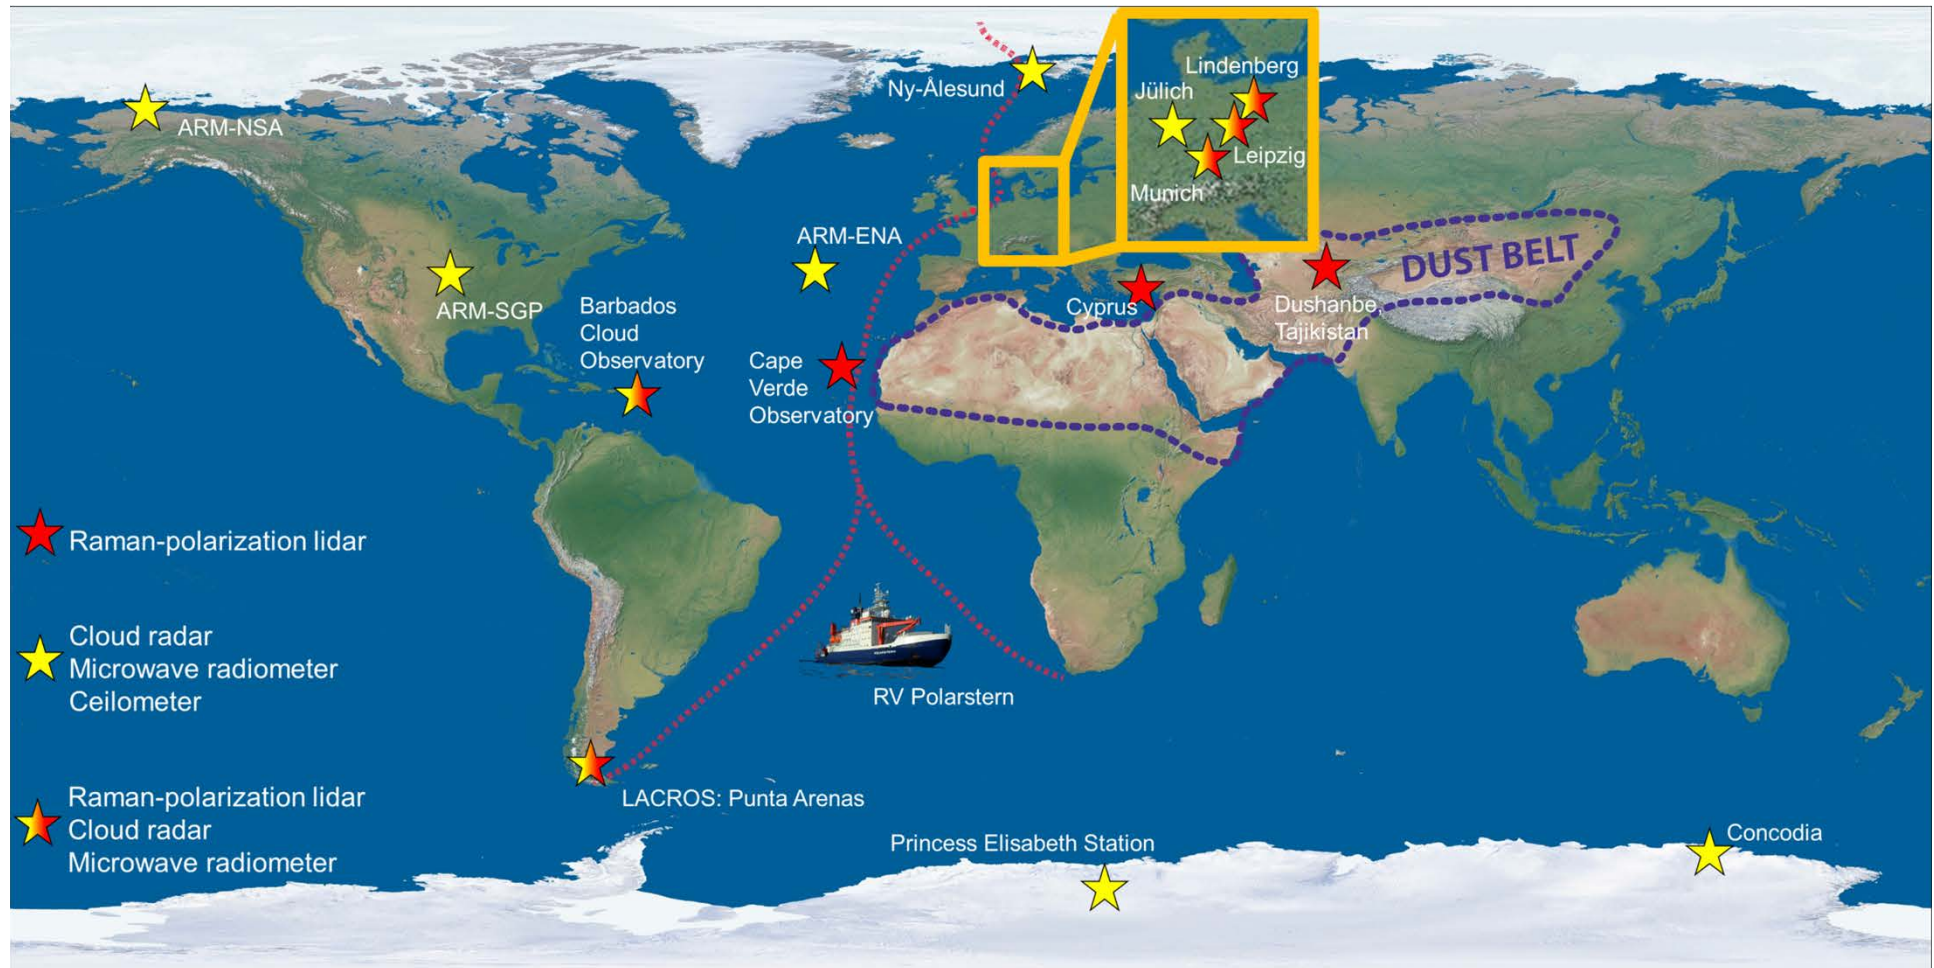 Ny-Ålesund
ARM-NSA
Lindenberg
Jülich
Leipzig
Munich
ARM-ENA
DUST BELT
ARM-SGP
Barbados
Cloud
Observatory
Cyprus
Dushanbe,
Tajikistan
Cape
Verde
Observatory
Raman-polarization lidar
Cloud radar
Microwave radiometer
Ceilometer
RV Polarstern
Raman-polarization lidar
Cloud radar
Microwave radiometer
LACROS: Punta Arenas
Princess Elisabeth Station
Concodia